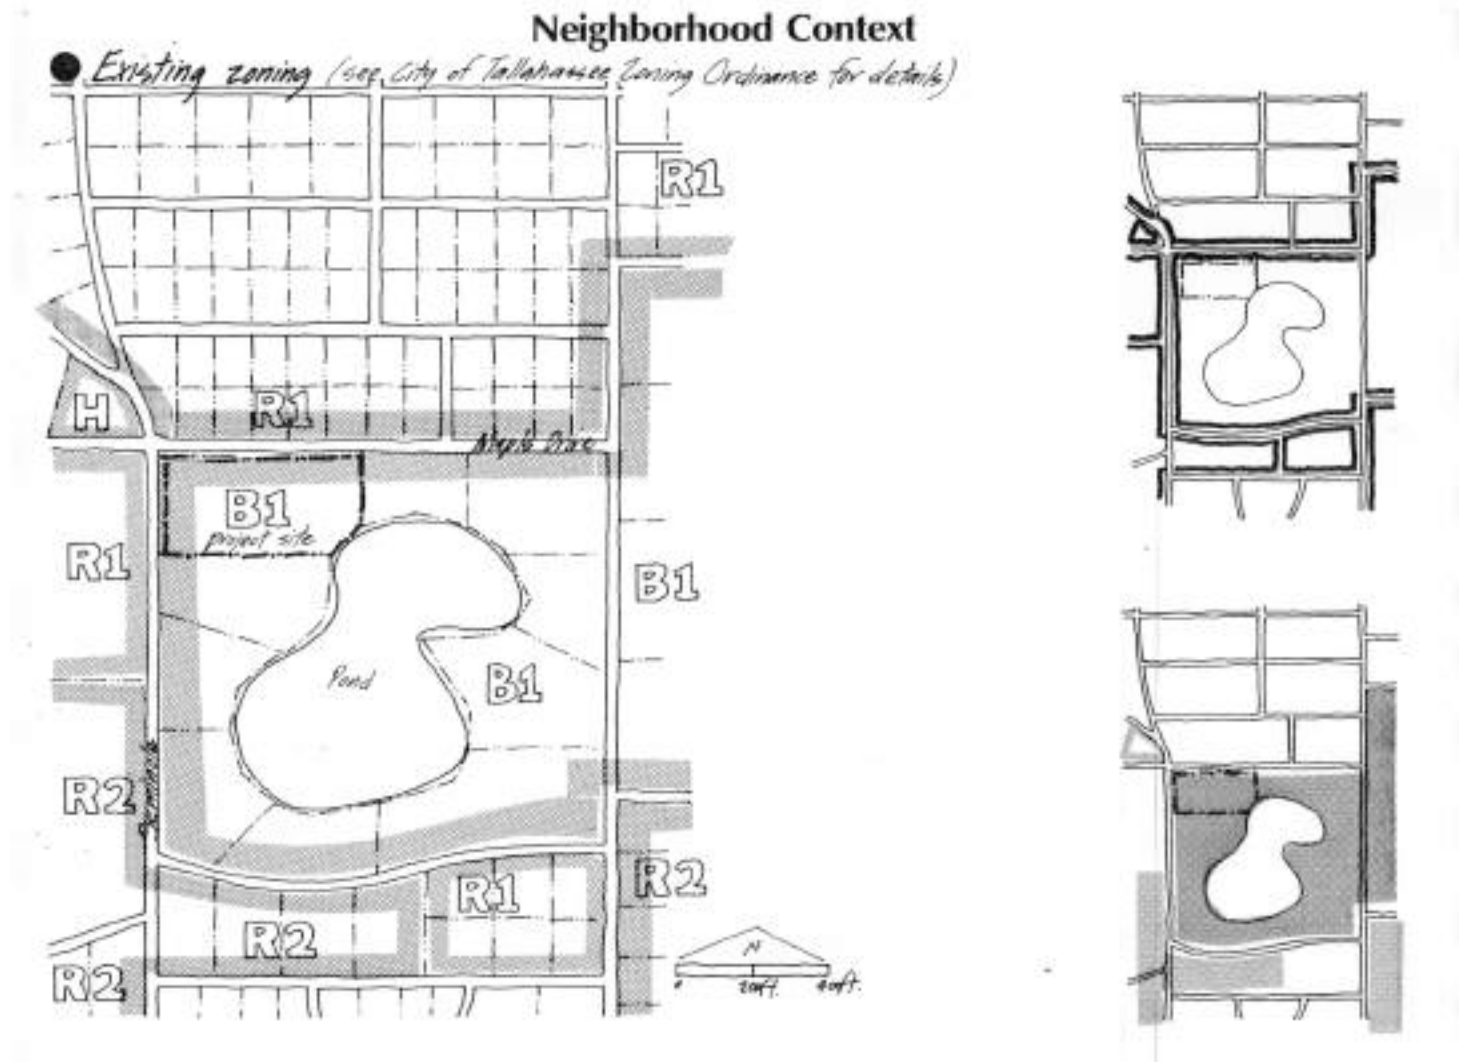 Neighborhood Context
Existing zoning (see City of Tallahassee Zoning Ordinance for details)
R1
H
R1
Maple Drive
B1
project site
R1
B1
Pond
B1
R2
R1
R2
R2
R2
N
0 200ft. 400ft.